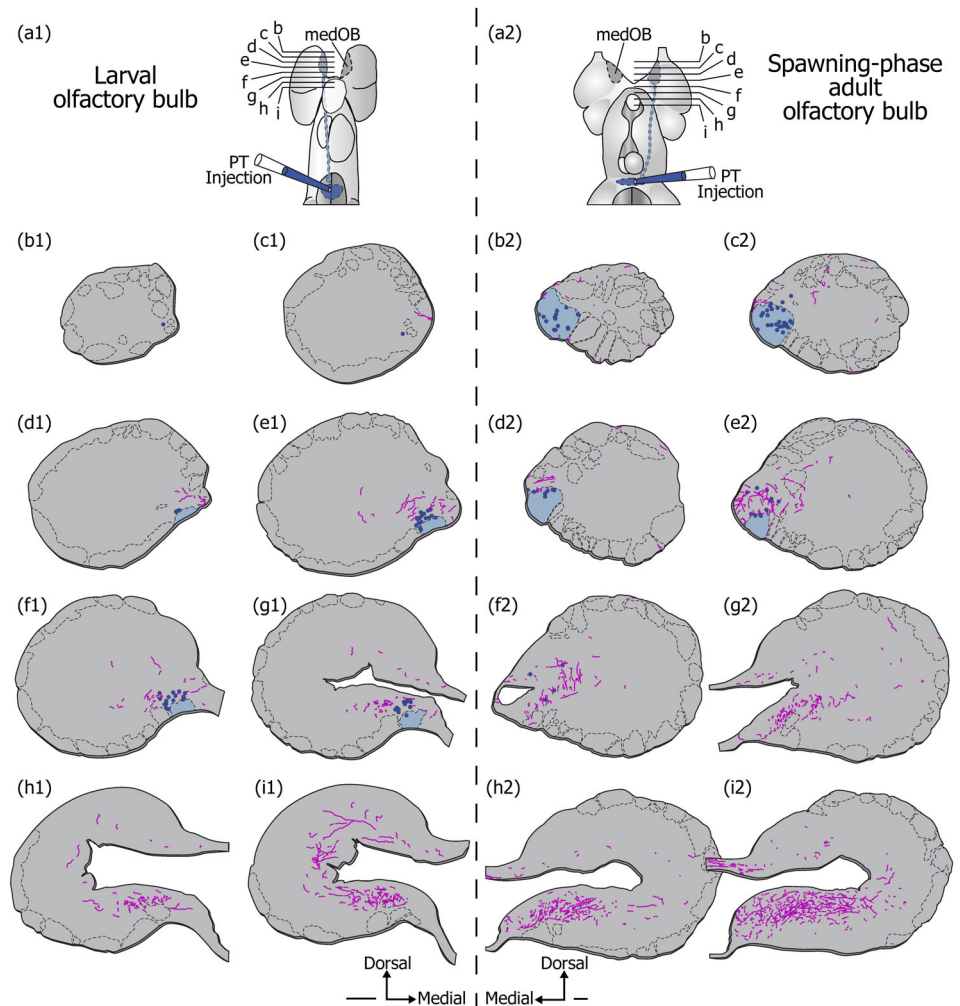 (a1)
Larval
olfactory bulb
b
c
d
e
f
g
h
i
medOB
PT
Injection
(a2)
medOB
b
c
d
e
f
g
h
i
Spawning-phase
adult
olfactory bulb
PT
Injection
(b1)
(c1)
(b2)
(c2)
(d1)
(e1)
(d2)
(e2)
(f1)
(g1)
(f2)
(g2)
(h1)
(i1)
(h2)
(i2)
Dorsal
Medial
Dorsal
Medial